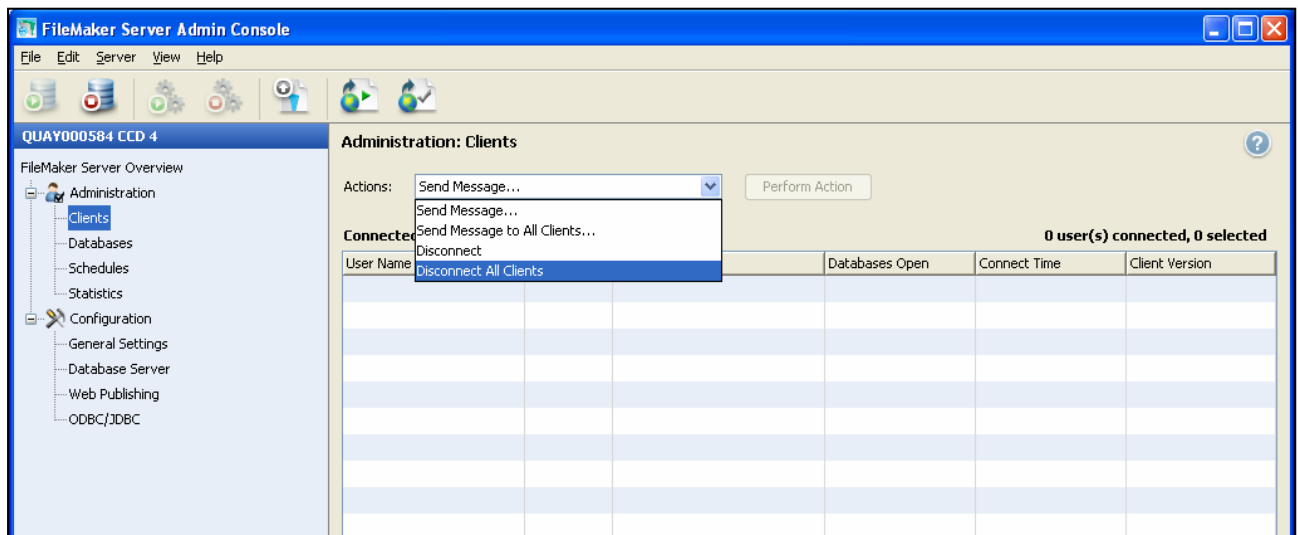 FileMaker Server Admin Console
File Edit Server View Help
QUAY000584 CCD 4
FileMaker Server Overview
Administration
Clients
Databases
Schedules
Statistics
Configuration
General Settings
Database Server
Web Publishing
ODBC/JDBC
Administration: Clients
Actions: Send Message... Perform Action
Send Message...
Send Message to All Clients...
Disconnect
Disconnect All Clients
Connected 0 user(s) connected, 0 selected
User Name Databases Open Connect Time Client Version